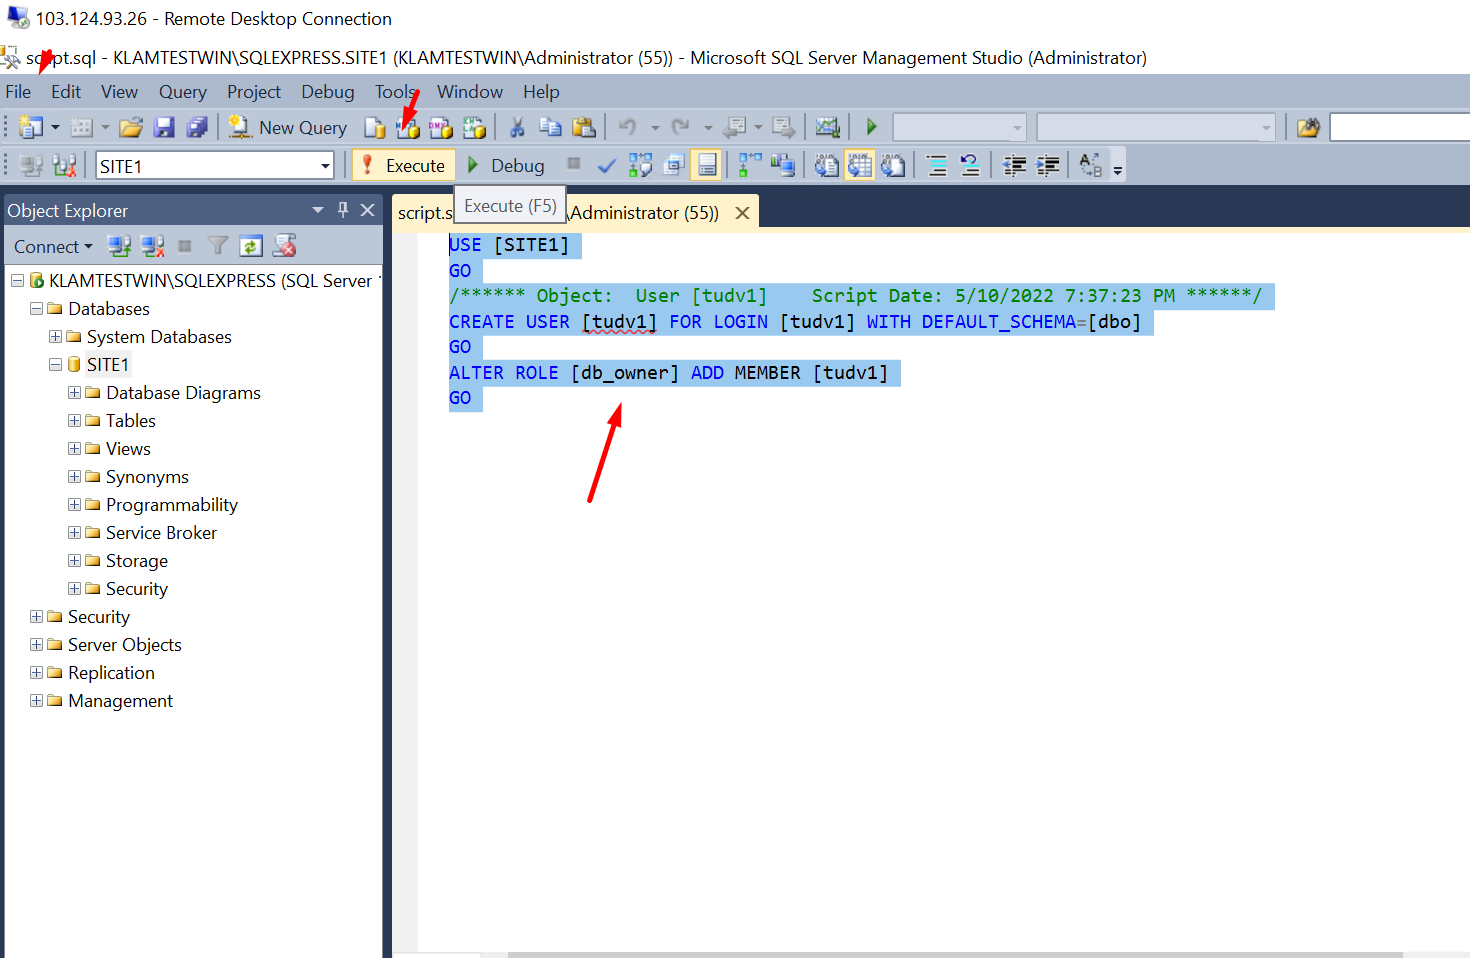 103.124.93.26 - Remote Desktop Connection
script.sql - KLAMTESTWIN\SQLEXPRESS.SITE1 (KLAMTESTWIN\Administrator (55)) - Microsoft SQL Server Management Studio (Administrator)
File Edit View Query Project Debug Tools Window Help
New Query
SITE1
Execute
Debug
Object Explorer
script.s
\Administrator (55))
Execute (F5)
Connect
KLAMTESTWIN\SQLEXPRESS (SQL Server
Databases
System Databases
SITE1
Database Diagrams
Tables
Views
Synonyms
Programmability
Service Broker
Storage
Security
Security
Server Objects
Replication
Management
USE [SITE1]
GO
/****** Object:  User [tudv1]    Script Date: 5/10/2022 7:37:23 PM ******/
CREATE USER [tudv1] FOR LOGIN [tudv1] WITH DEFAULT_SCHEMA=[dbo]
GO
ALTER ROLE [db_owner] ADD MEMBER [tudv1]
GO